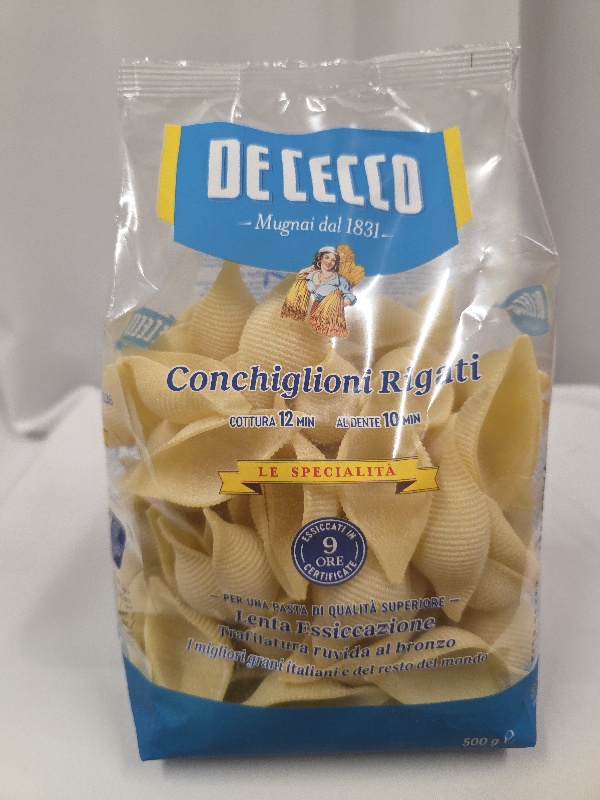 DE CECCO
Mugnai dal 1831
Conchiglioni Rigati
COTTURA 12 MIN AL DENTE 10 MIN
LE SPECIALITÀ
ESSICCATI IN
9
ORE
CERTIFICATE
PER UNA PASTA DI QUALITÀ SUPERIORE
Lenta Essiccazione
Trafilatura ruvida al bronzo
I migliori grani italiani e del resto del mondo
500 g